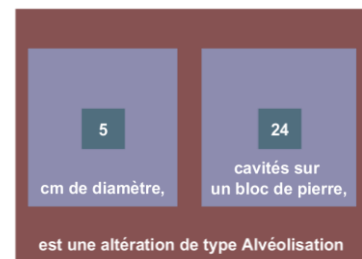 5
cm de diamètre,
24
cavités sur
un bloc de pierre,
est une altération de type Alvéolisation